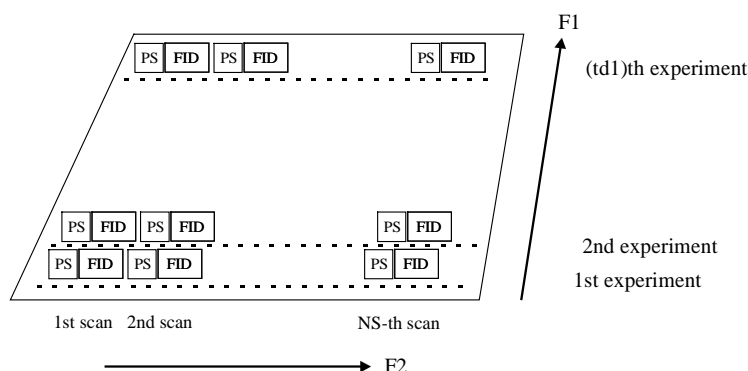 F1
PS FID PS FID PS FID
(td1)th experiment
PS FID PS FID PS FID
2nd experiment
PS FID PS FID PS FID
1st experiment
1st scan 2nd scan NS-th scan
F2